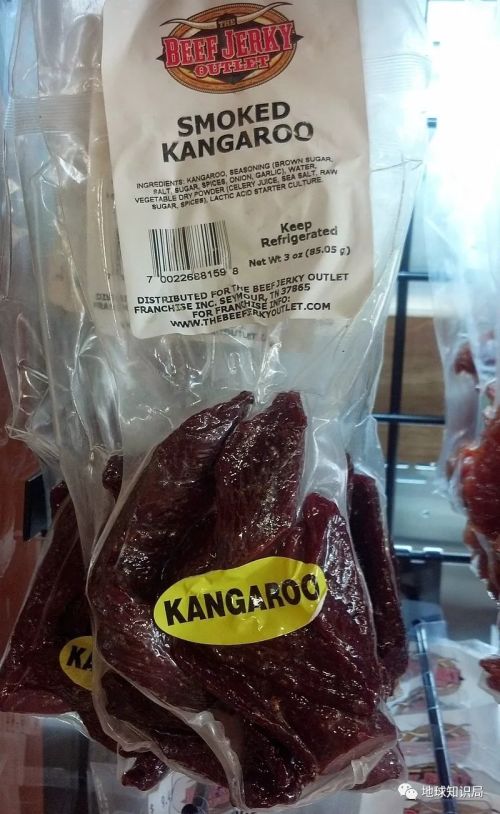 THE
BEEF JERKY
OUTLET
SMOKED
KANGAROO
INGREDIENTS: KANGAROO, SEASONING (BROWN SUGAR,
SALT, SUGAR, SPICES, ONION, GARLIC), WATER,
VEGETABLE DRY POWDER (CELERY JUICE, SEA SALT, RAW
SUGAR, SPICES), LACTIC ACID STARTER CULTURE.
Keep
Refrigerated
Net Wt 3 oz (85.05 g)
7 00226 88159 8
DISTRIBUTED FOR THE BEEF JERKY OUTLET
FRANCHISE INC. SEYMOUR, TN 37865
FOR FRANCHISE INFO:
WWW.THEBEEFJERKYOUTLET.COM
KANGAROO
KA
地球知识局